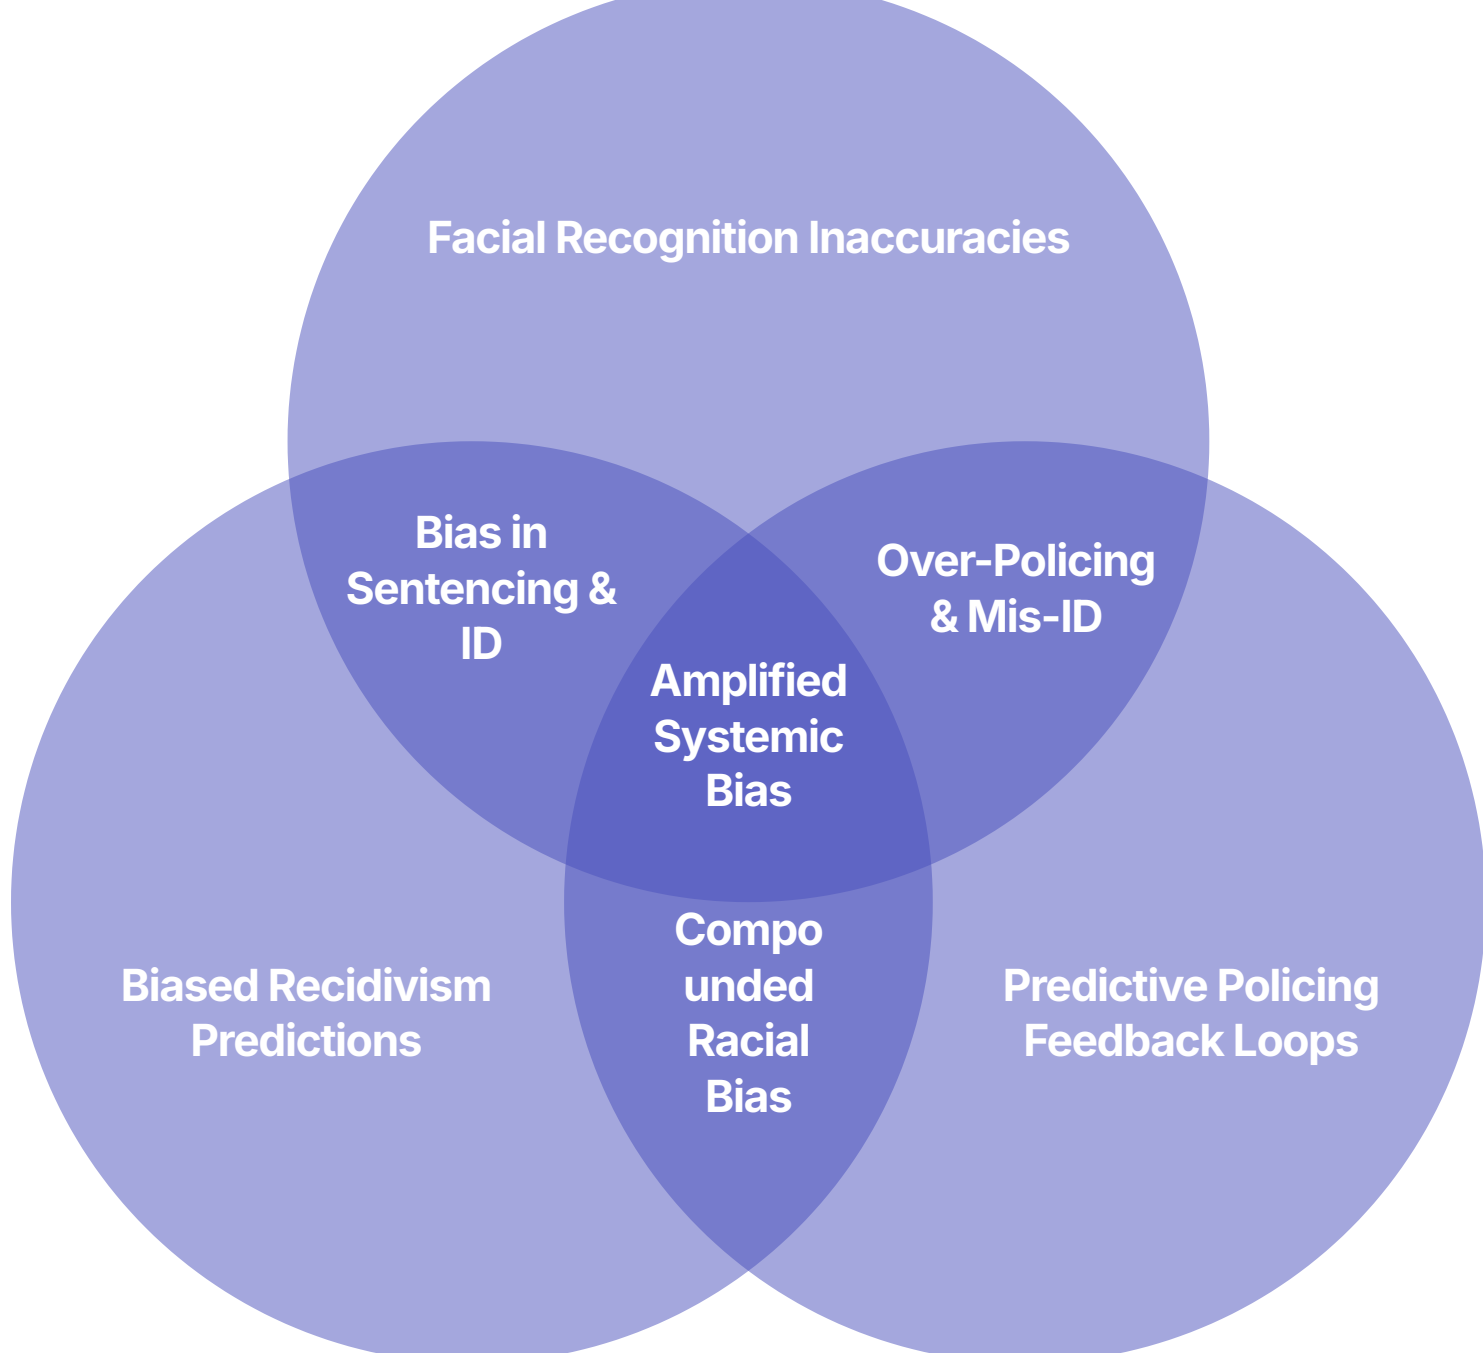 Facial Recognition Inaccuracies
Bias in
Sentencing &
ID
Over-Policing
& Mis-ID
Amplified
Systemic
Bias
Compo
unded
Racial
Bias
Biased Recidivism
Predictions
Predictive Policing
Feedback Loops